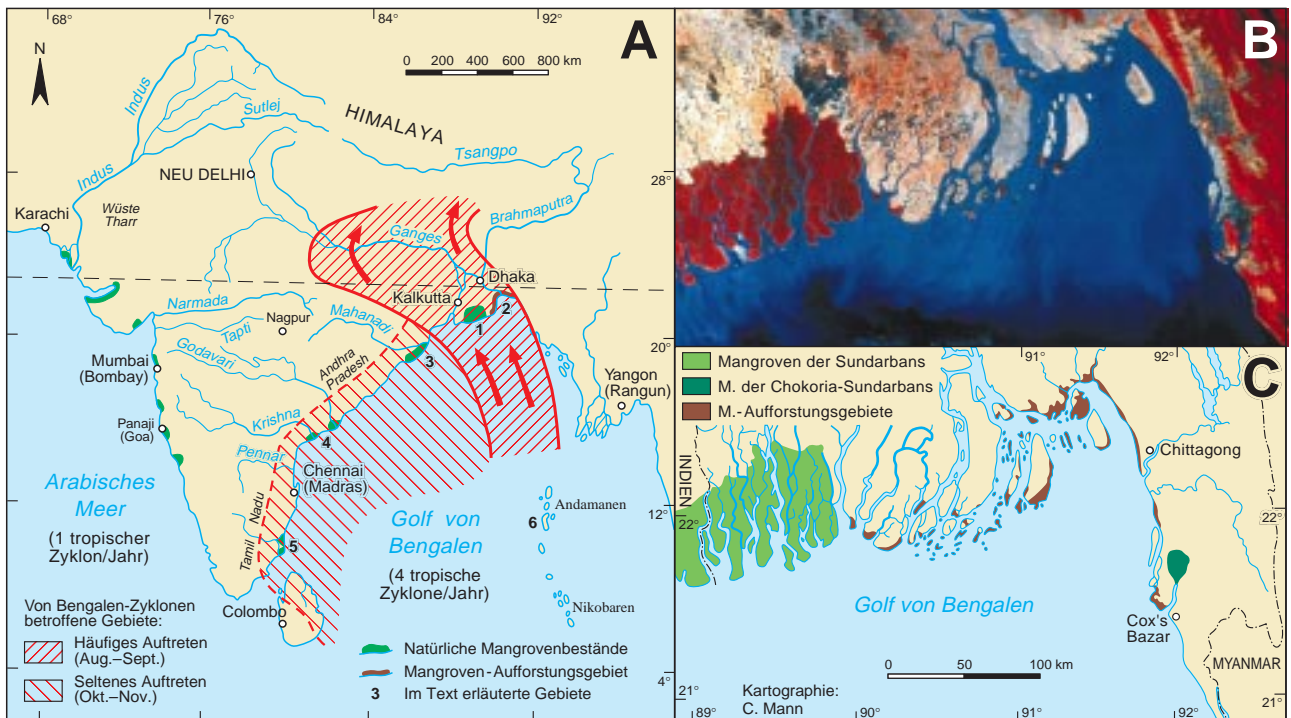 68°
76°
84°
92°
A
N
0 200 400 600 800 km
Indus
Sutlej
HIMALAYA
Tsangpo
Indus
NEU DELHI
28°
Karachi
Wüste
Tharr
Brahmaputra
Ganges
Dhaka
Kalkutta
Narmada
Nagpur
Mahanadi
1
2
Tapti
20°
Godavari
Mumbai
(Bombay)
Andhra
Pradesh
3
Yangon
(Rangun)
Panaji
(Goa)
Krishna
4
Pennar
Chennai
(Madras)
Arabisches
Meer
(1 tropischer
Zyklon/Jahr)
Tamil Nadu
Golf von
Bengalen
(4 tropische
Zyklone/Jahr)
12°
Andamanen
6
5
Nikobaren
Colombo
4°
Von Bengalen-Zyklonen
betroffene Gebiete:
Häufiges Auftreten
(Aug.–Sept.)
Seltenes Auftreten
(Okt.–Nov.)
Natürliche Mangrovenbestände
Mangroven-Aufforstungsgebiet
3 Im Text erläuterte Gebiete
B
C
Mangroven der Sundarbans
M. der Chokoria-Sundarbans
M.-Aufforstungsgebiete
91°
92°
INDIEN
Chittagong
22°
22°
Golf von Bengalen
Cox's
Bazar
MYANMAR
0 50 100 km
Kartographie:
C. Mann
21°
21°
89°
90°
91°
92°